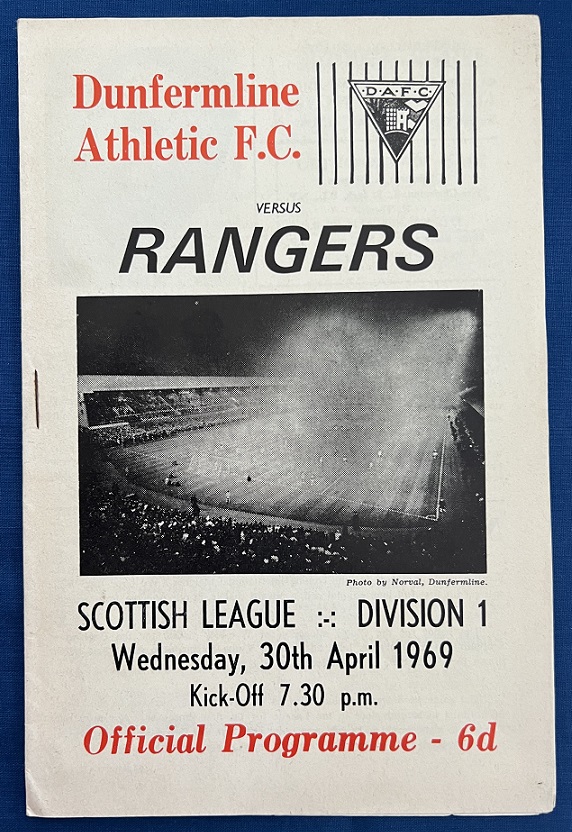 Dunfermline
Athletic F.C.
D·A·F·C
VERSUS
RANGERS
Photo by Norval, Dunfermline.
SCOTTISH LEAGUE :-: DIVISION 1
Wednesday, 30th April 1969
Kick-Off 7.30 p.m.
Official Programme - 6d